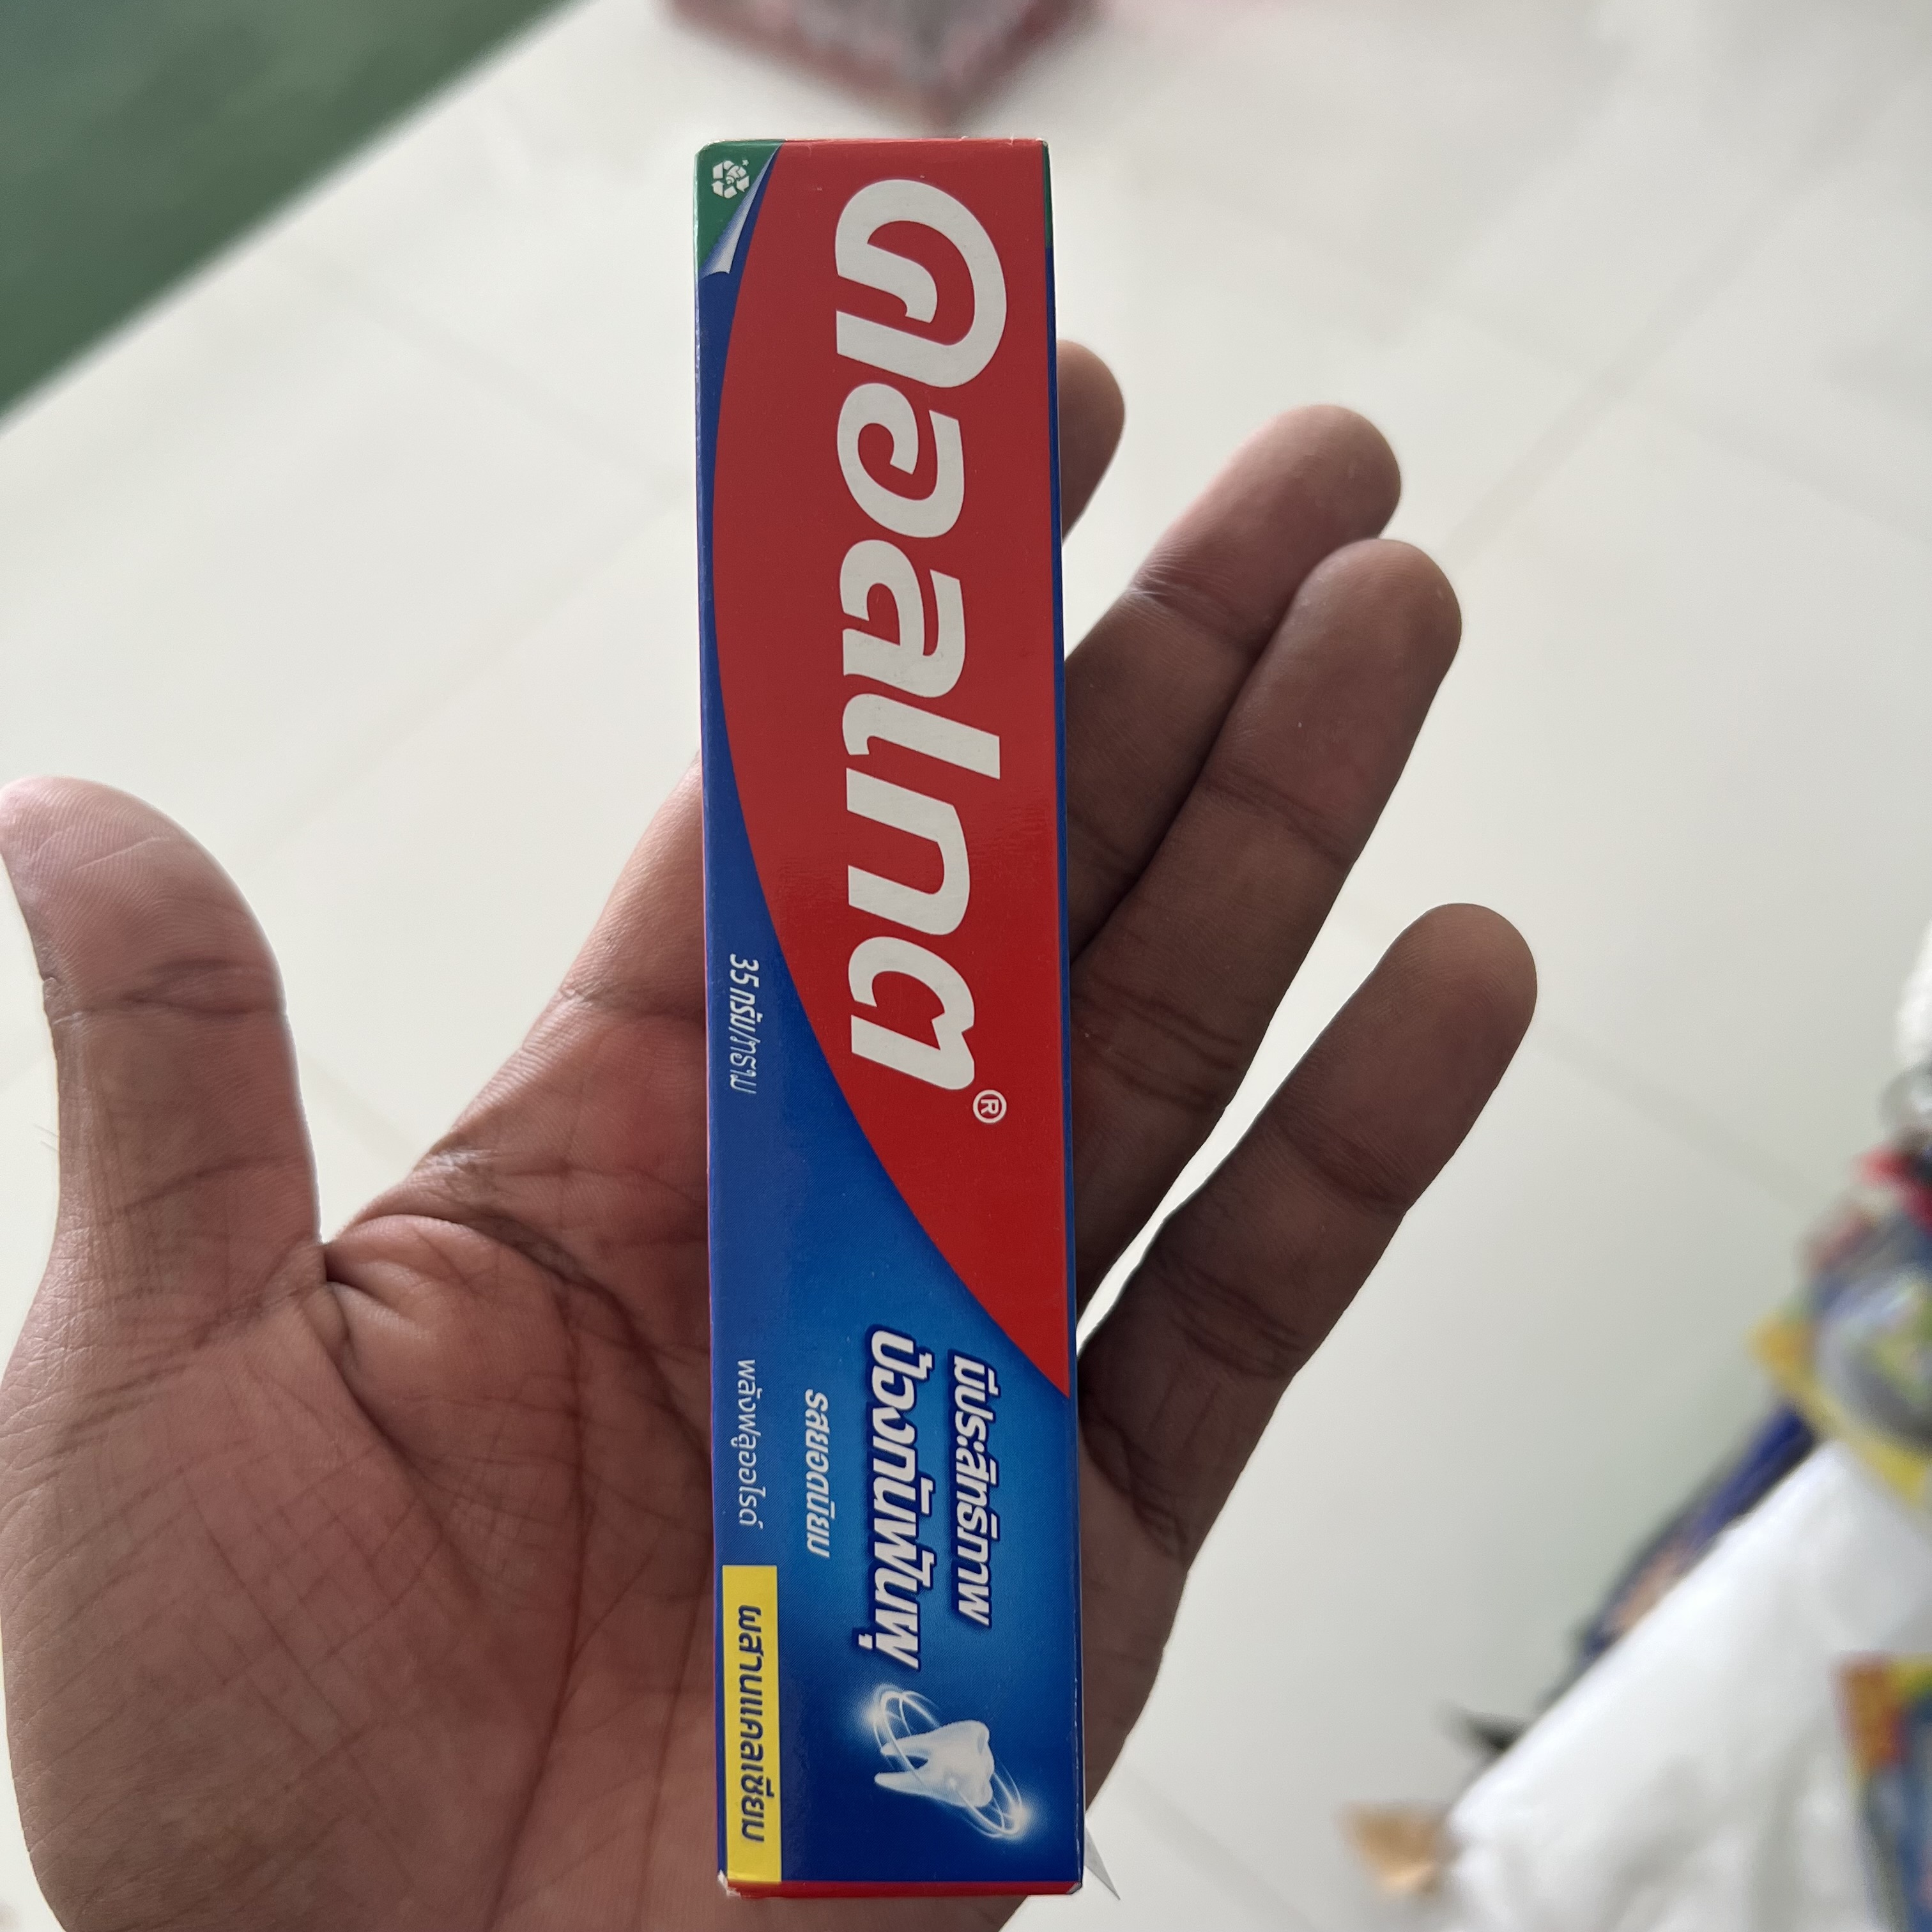 คอลเกต®
35 กรัม/กราม
มีประสิทธิภาพ
ป้องกันฟันผุ
รสยอดนิยม
พลังฟลูออไรด์
ผสานแคลเซียม